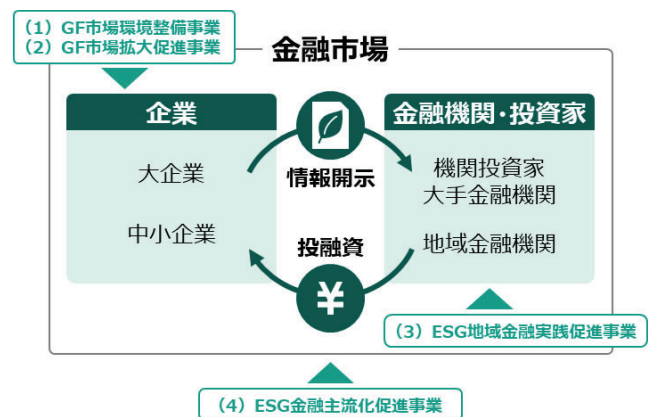 （1）GF市場環境整備事業
（2）GF市場拡大促進事業
金融市場
企業
大企業
中小企業
情報開示
投融資
¥
金融機関・投資家
機関投資家
大手金融機関
地域金融機関
（3）ESG地域金融実践促進事業
（4）ESG金融主流化促進事業